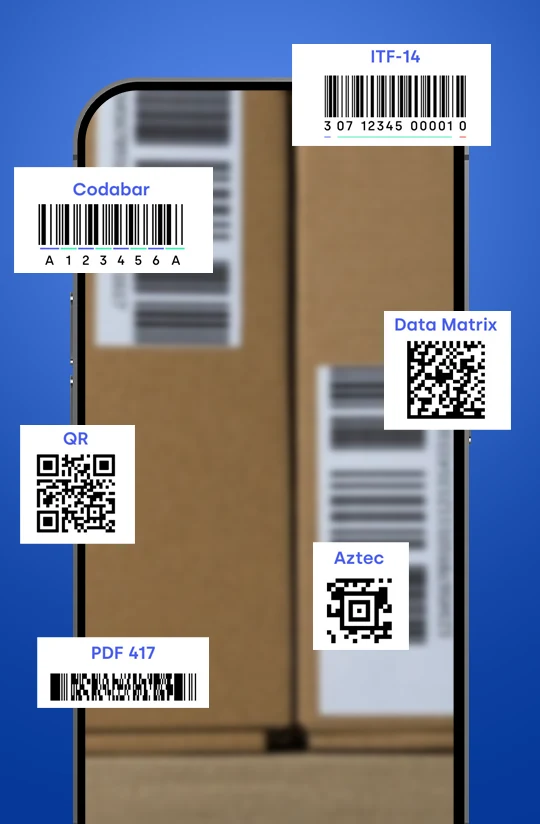 ITF-14
3 07 12345 00001 0
Codabar
A 1 2 3 4 5 6 A
Data Matrix
QR
Aztec
PDF 417